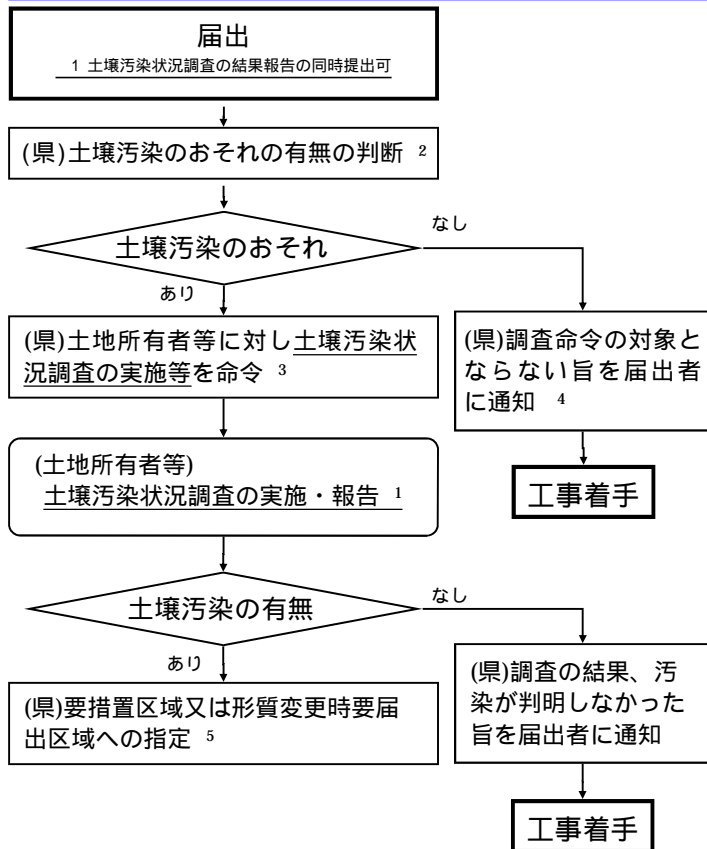 届出
1 土壌汚染状況調査の結果報告の同時提出可
(県)土壌汚染のおそれの有無の判断 2
土壌汚染のおそれ
なし
あり
(県)土地所有者等に対し土壌汚染状
況調査の実施等を命令 3
(県)調査命令の対象と
ならない旨を届出者
に通知 4
工事着手
(土地所有者等)
土壌汚染状況調査の実施・報告 1
土壌汚染の有無
なし
あり
(県)要措置区域又は形質変更時要届
出区域への指定 5
(県)調査の結果、汚
染が判明しなかった
旨を届出者に通知
工事着手